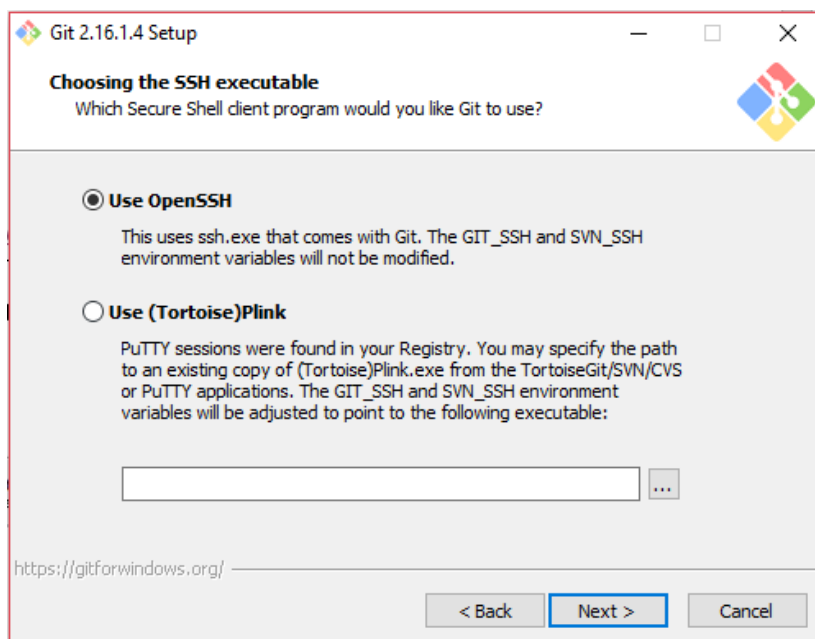 Git 2.16.1.4 Setup
Choosing the SSH executable
Which Secure Shell client program would you like Git to use?
Use OpenSSH
This uses ssh.exe that comes with Git. The GIT_SSH and SVN_SSH
environment variables will not be modified.
Use (Tortoise)Plink
PuTTY sessions were found in your Registry. You may specify the path
to an existing copy of (Tortoise)Plink.exe from the TortoiseGit/SVN/CVS
or PuTTY applications. The GIT_SSH and SVN_SSH environment
variables will be adjusted to point to the following executable:
...
https://gitforwindows.org/
< Back Next > Cancel